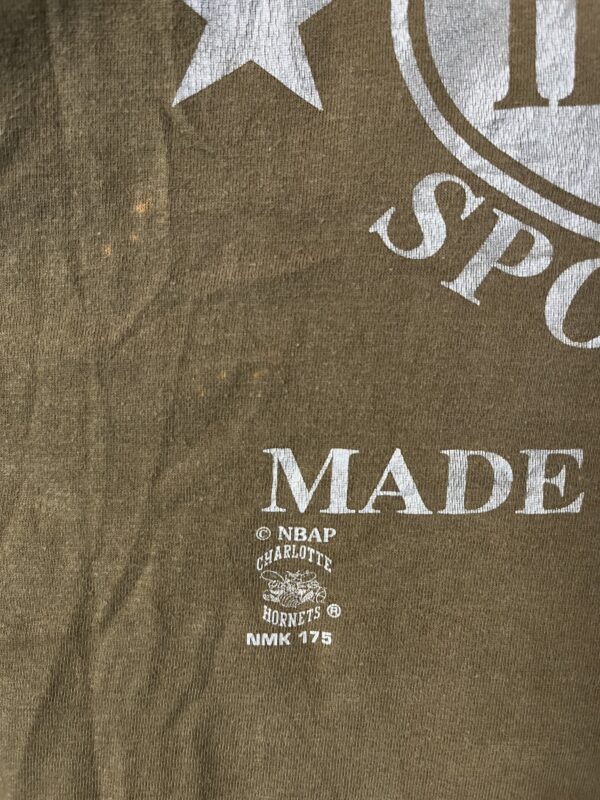 SPO
MADE
© NBAP
CHARLOTTE
HORNETS ®
NMK 175